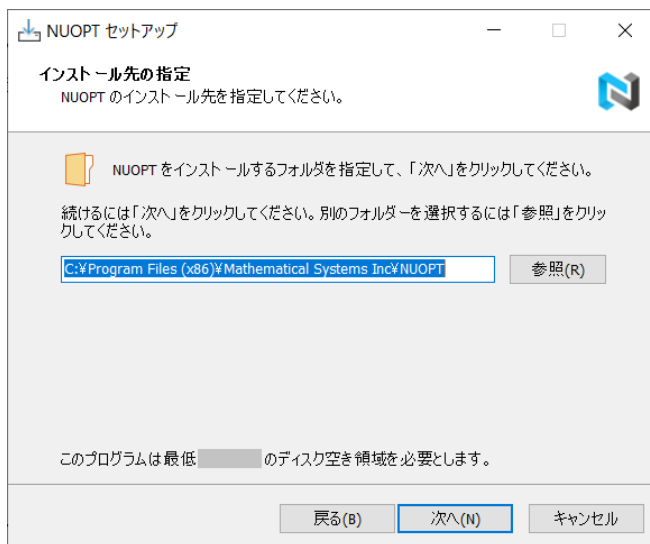 NUOPT セットアップ
インストール先の指定
NUOPT のインストール先を指定してください。
NUOPT をインストールするフォルダを指定して、「次へ」をクリックしてください。
続けるには「次へ」をクリックしてください。別のフォルダーを選択するには「参照」をクリッ
クしてください。
C:¥Program Files (x86)¥Mathematical Systems Inc¥NUOPT
参照(R)
このプログラムは最低 のディスク空き領域を必要とします。
戻る(B)
次へ(N)
キャンセル